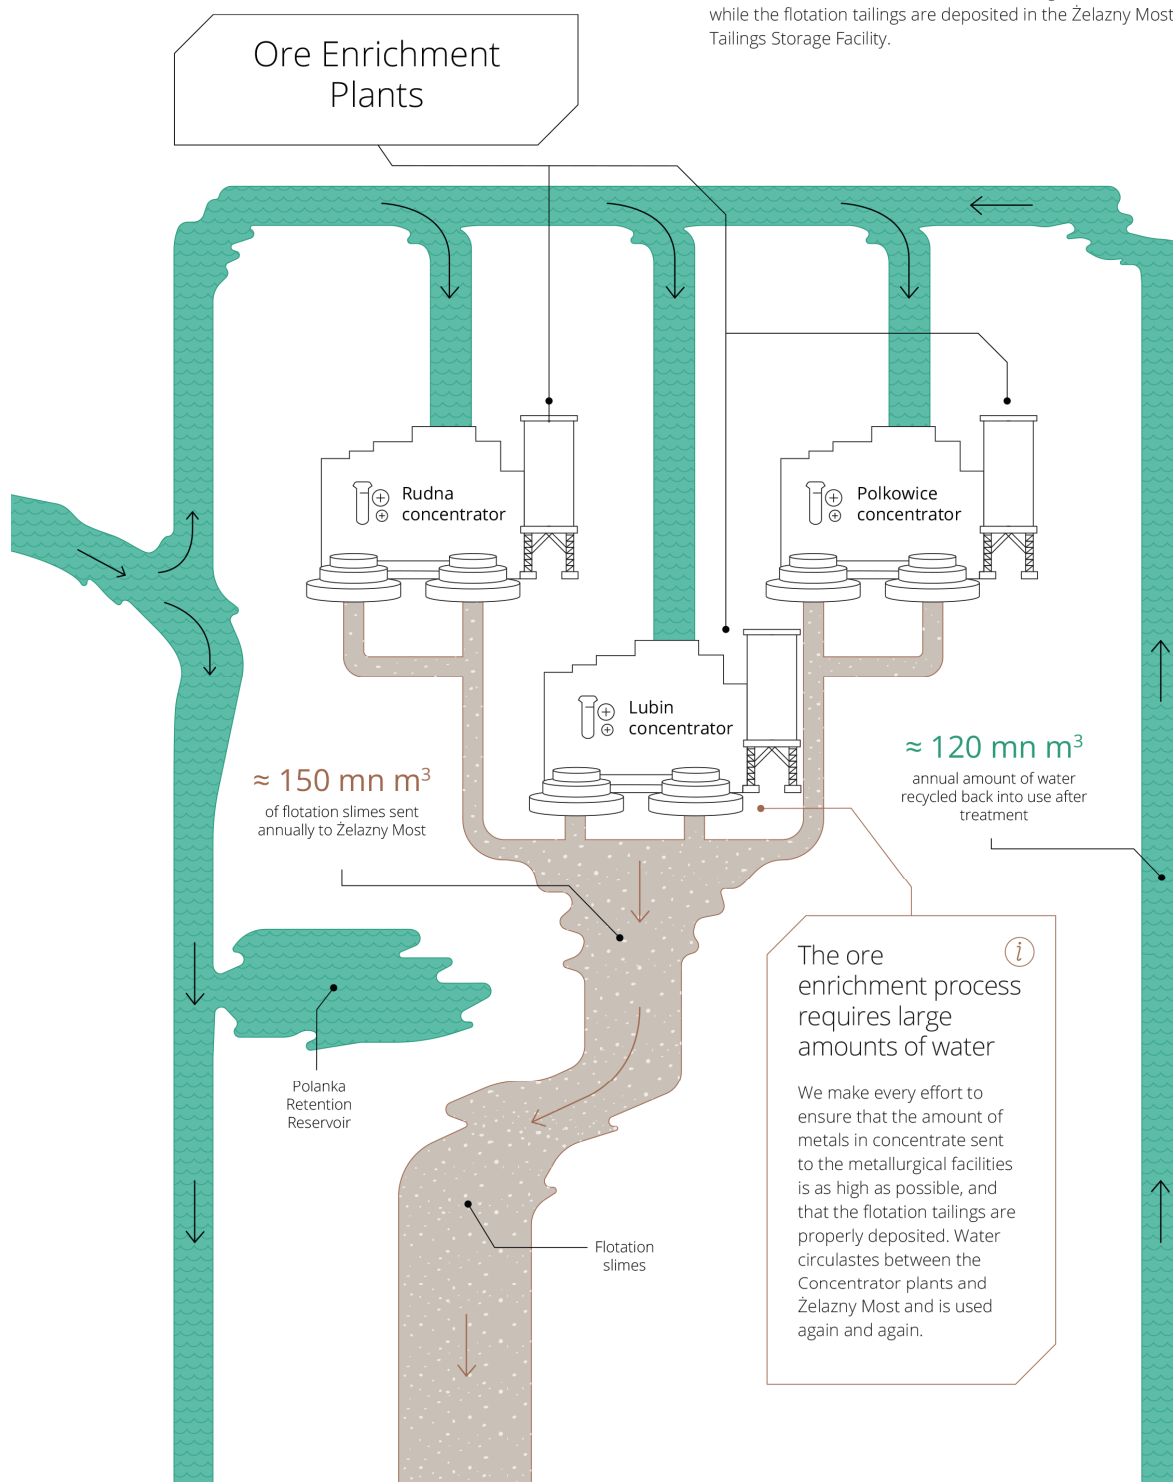 while the flotation tailings are deposited in the Żelazny Most
Tailings Storage Facility.
Ore Enrichment
Plants
Rudna
concentrator
Polkowice
concentrator
Lubin
concentrator
≈ 150 mn m³
of flotation slimes sent
annually to Żelazny Most
≈ 120 mn m³
annual amount of water
recycled back into use after
treatment
Polanka
Retention
Reservoir
Flotation
slimes
i
The ore
enrichment process
requires large
amounts of water
We make every effort to
ensure that the amount of
metals in concentrate sent
to the metallurgical facilities
is as high as possible, and
that the flotation tailings are
properly deposited. Water
circulastes between the
Concentrator plants and
Żelazny Most and is used
again and again.